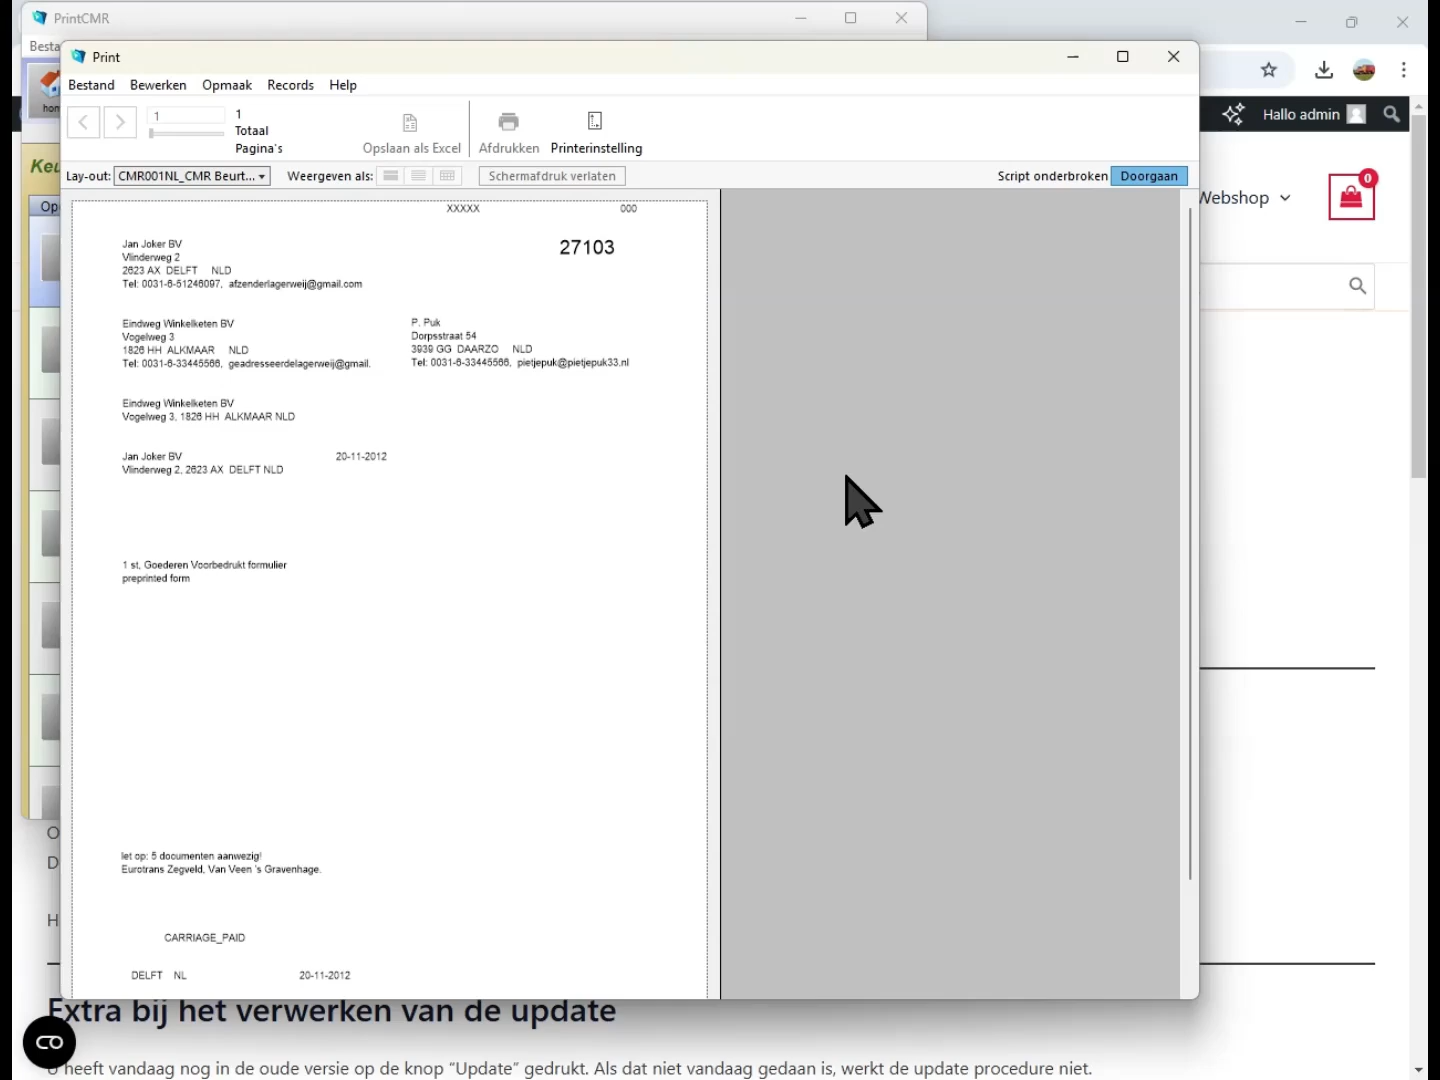 PrintCMR
Besta
Print
Bestand Bewerken Opmaak Records Help
hom
1
1
Totaal
Pagina's
Opslaan als Excel Afdrukken Printerinstelling
Hallo admin
Keu
Lay-out: CMR001NL_CMR Beurt... Weergeven als: Schermafdruk verlaten Script onderbroken Doorgaan
Webshop
0
Op
XXXXX 000
Jan Joker BV
27103
Vlinderweg 2
2623 AX DELFT NLD
Tel: 0031-6-51246097, afzenderlagerweij@gmail.com
Eindweg Winkelketen BV P. Puk
Vogelweg 3 Dorpsstraat 54
1826 HH ALKMAAR NLD 3939 GG DAARZO NLD
Tel: 0031-6-33445566, geadresseerdelagerweij@gmail. Tel: 0031-6-33445566, pietjepuk@pietjepuk33.nl
Eindweg Winkelketen BV
Vogelweg 3, 1826 HH ALKMAAR NLD
Jan Joker BV 20-11-2012
Vlinderweg 2, 2623 AX DELFT NLD
1 st, Goederen Voorbedrukt formulier
preprinted form
O
let op: 5 documenten aanwezig!
D
Eurotrans Zegveld, Van Veen 's Gravenhage.
H
CARRIAGE_PAID
DELFT NL 20-11-2012
Extra bij het verwerken van de update
heeft vandaag nog in de oude versie op de knop “Update” gedrukt. Als dat niet vandaag gedaan is, werkt de update procedure niet.